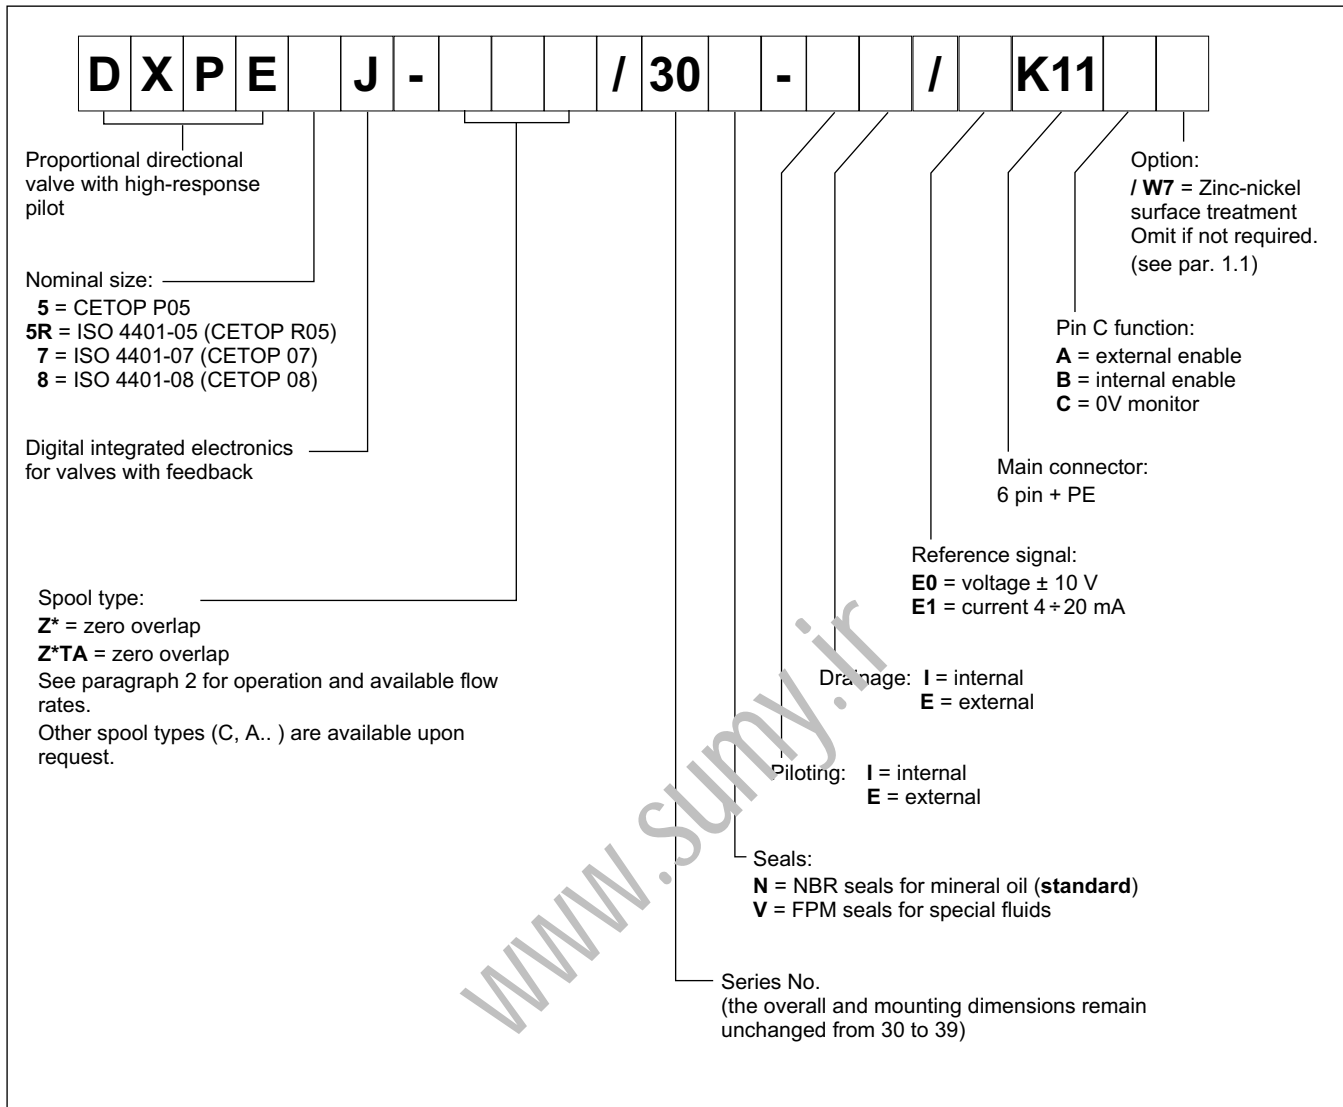 D X P E J - / 30 - / K11
Proportional directional
valve with high-response
pilot
Nominal size:
5 = CETOP P05
5R = ISO 4401-05 (CETOP R05)
7 = ISO 4401-07 (CETOP 07)
8 = ISO 4401-08 (CETOP 08)
Digital integrated electronics
for valves with feedback
Spool type:
Z* = zero overlap
Z*TA = zero overlap
See paragraph 2 for operation and available flow
rates.
Other spool types (C, A.. ) are available upon
request.
Option:
/ W7 = Zinc-nickel
surface treatment
Omit if not required.
(see par. 1.1)
Pin C function:
A = external enable
B = internal enable
C = 0V monitor
Main connector:
6 pin + PE
Reference signal:
E0 = voltage ± 10 V
E1 = current 4 ÷ 20 mA
Drainage: I = internal
E = external
Piloting: I = internal
E = external
Seals:
N = NBR seals for mineral oil (standard)
V = FPM seals for special fluids
Series No.
(the overall and mounting dimensions remain
unchanged from 30 to 39)
www.sumy.ir